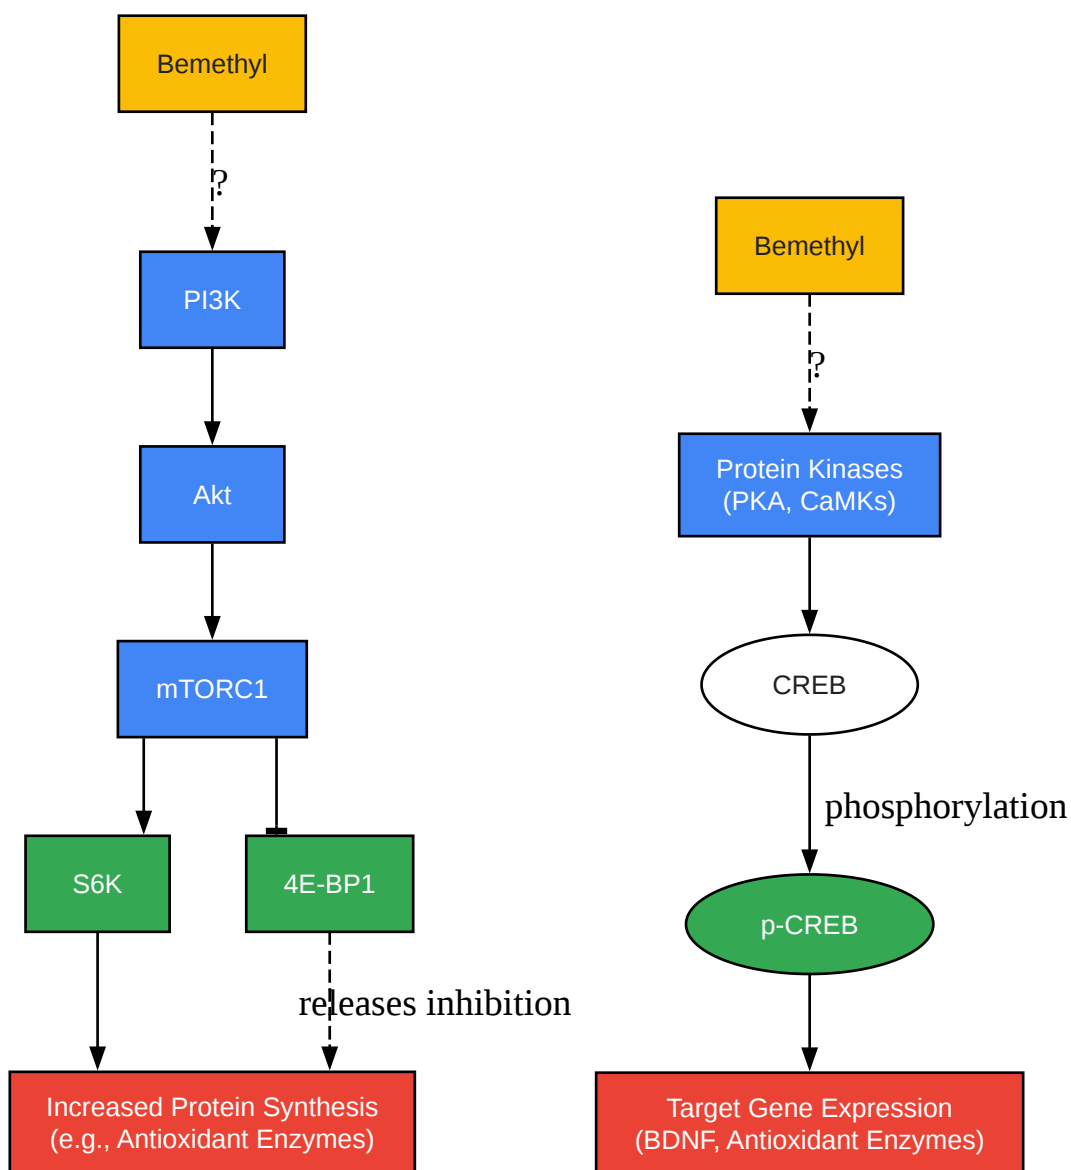 Bemethyl
?
PI3K
Akt
mTORC1
S6K
4E-BP1
releases inhibition
Increased Protein Synthesis
(e.g., Antioxidant Enzymes)
Bemethyl
?
Protein Kinases
(PKA, CaMKs)
CREB
phosphorylation
p-CREB
Target Gene Expression
(BDNF, Antioxidant Enzymes)